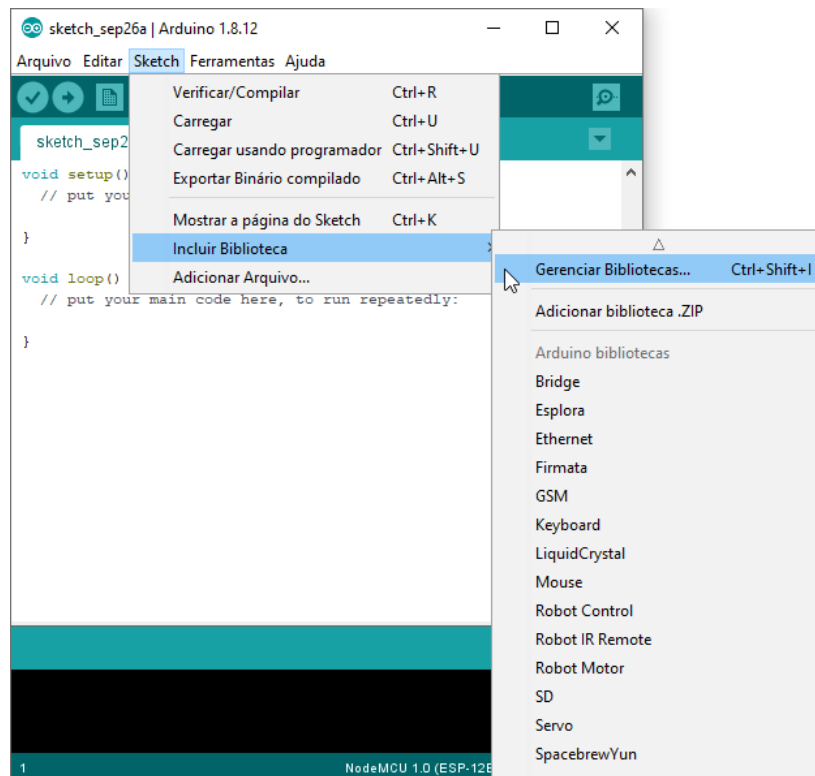 sketch_sep26a | Arduino 1.8.12
Arquivo Editar Sketch Ferramentas Ajuda
sketch_sep2
Verificar/Compilar Ctrl+R
Carregar Ctrl+U
Carregar usando programador Ctrl+Shift+U
Exportar Binário compilado Ctrl+Alt+S
Mostrar a página do Sketch Ctrl+K
Incluir Biblioteca
Adicionar Arquivo...
void setup()
// put you
}
void loop()
// put your main code here, to run repeatedly:
}
Gerenciar Bibliotecas... Ctrl+Shift+I
Adicionar biblioteca .ZIP
Arduino bibliotecas
Bridge
Esplora
Ethernet
Firmata
GSM
Keyboard
LiquidCrystal
Mouse
Robot Control
Robot IR Remote
Robot Motor
SD
Servo
SpacebrewYun
1 NodeMCU 1.0 (ESP-12E